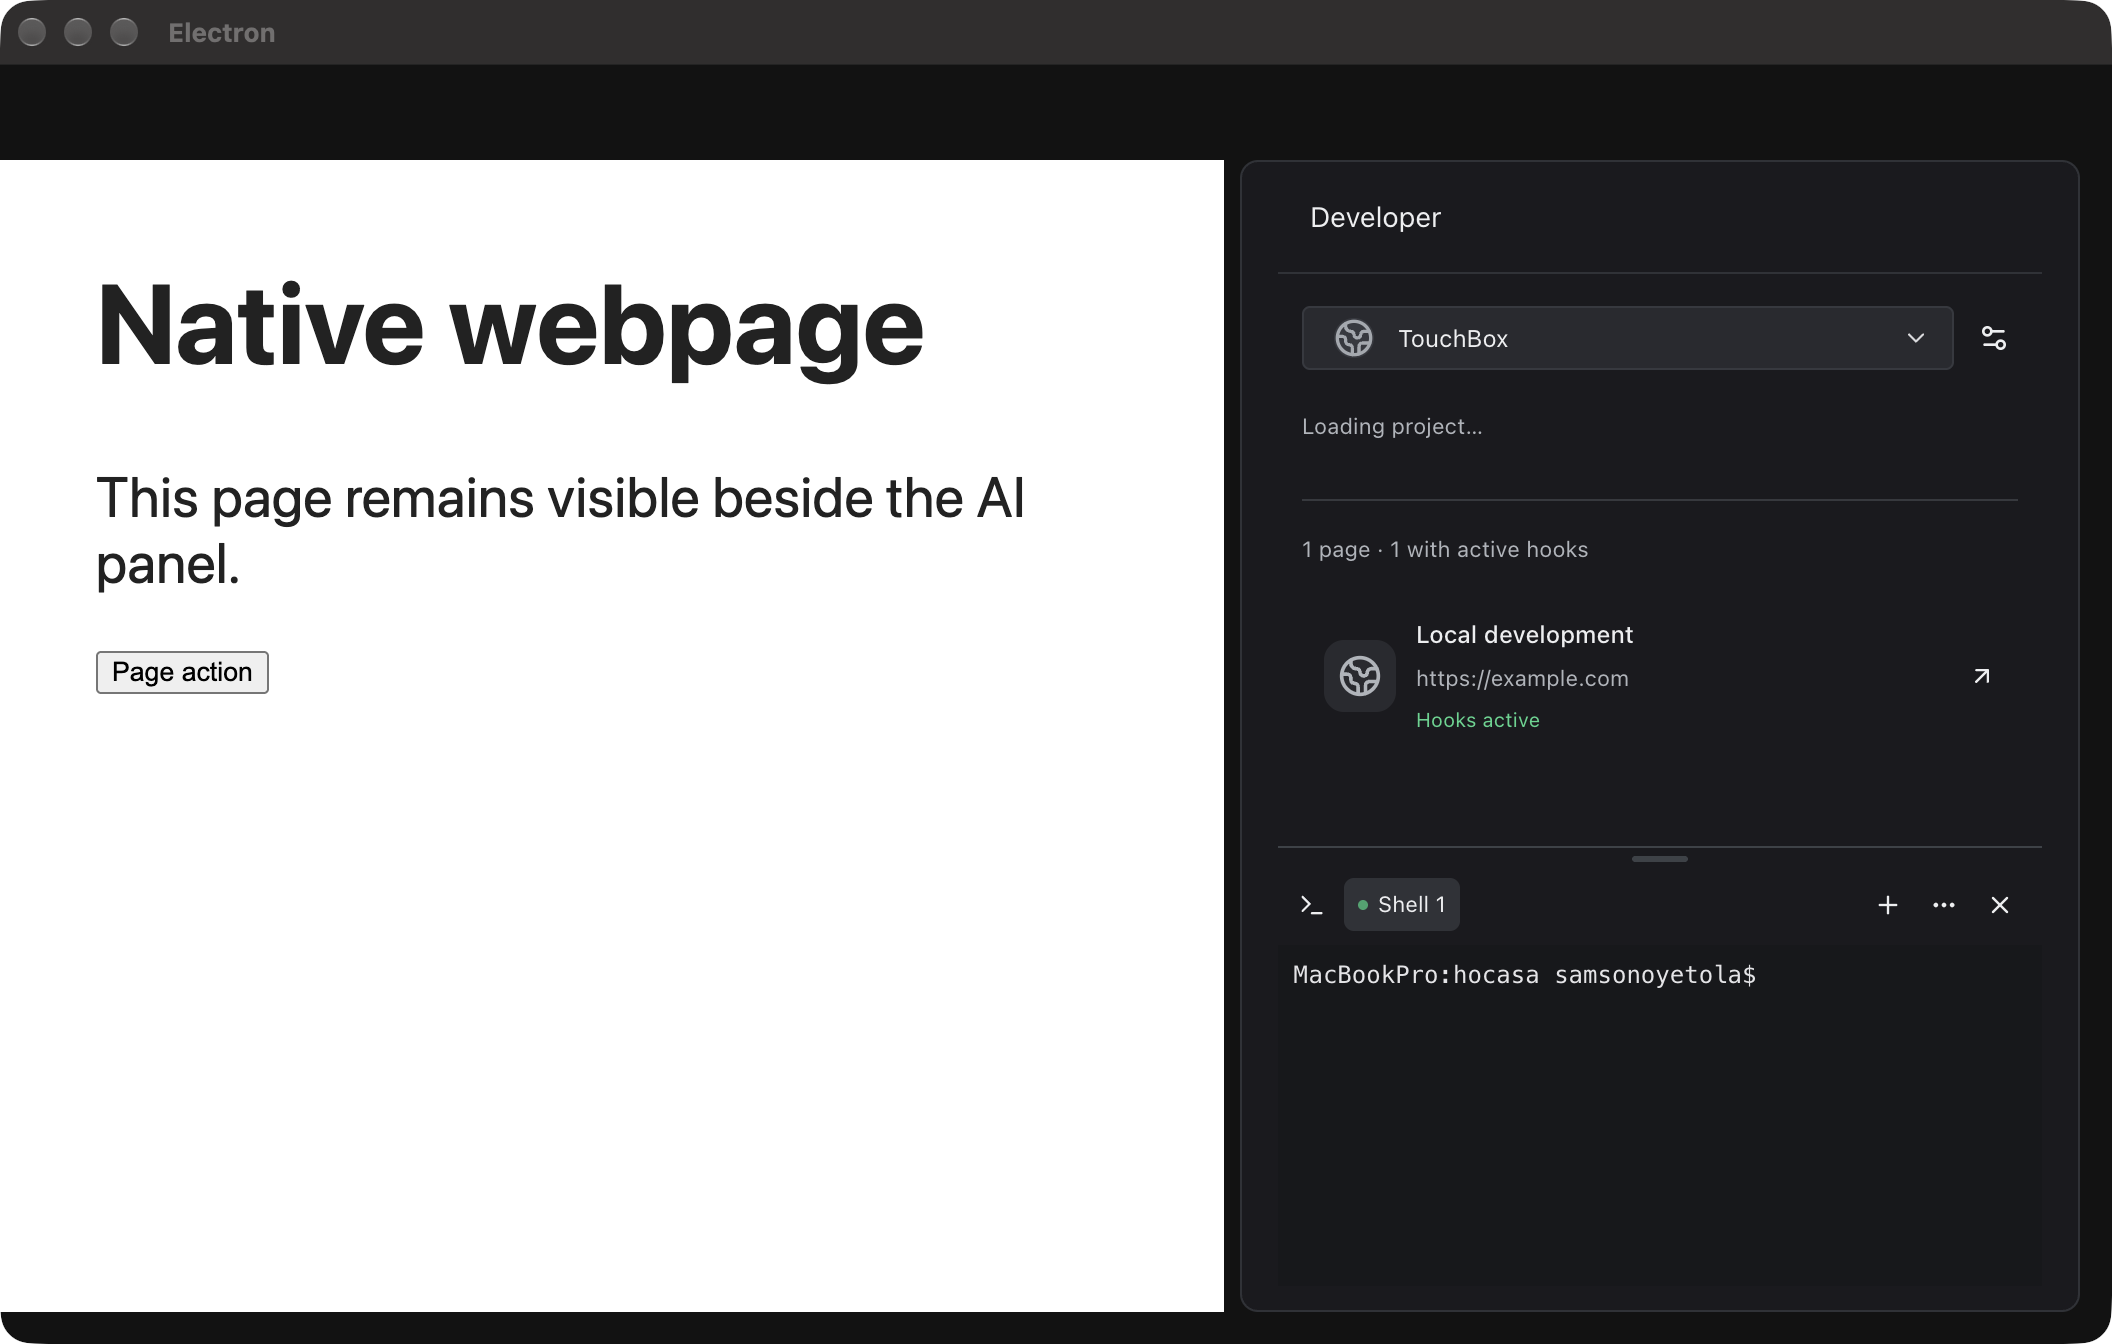 Electron
Native webpage
This page remains visible beside the AI
panel.
Page action
Developer
TouchBox
Loading project...
1 page · 1 with active hooks
Local development
https://example.com
Hooks active
>_ Shell 1
MacBookPro:hocasa samsonoyetola$